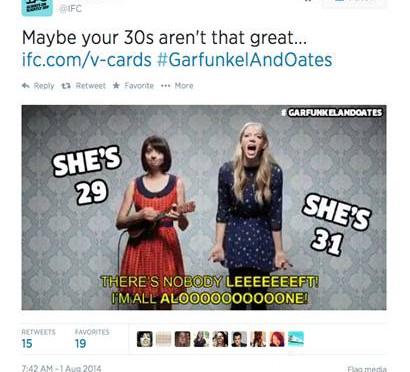 @IFC
Maybe your 30s aren't that great...
ifc.com/v-cards #GarfunkelAndOates
Reply Retweet Favorite More
# GARFUNKELANDOATES
SHE'S
29
SHE'S
31
THERE'S NOBODY LEEEEEEEFT!
I'M ALL ALOOOOOOOOOONE!
RETWEETS FAVORITES
15 19
7:42 AM - 1 Aug 2014 Flag media